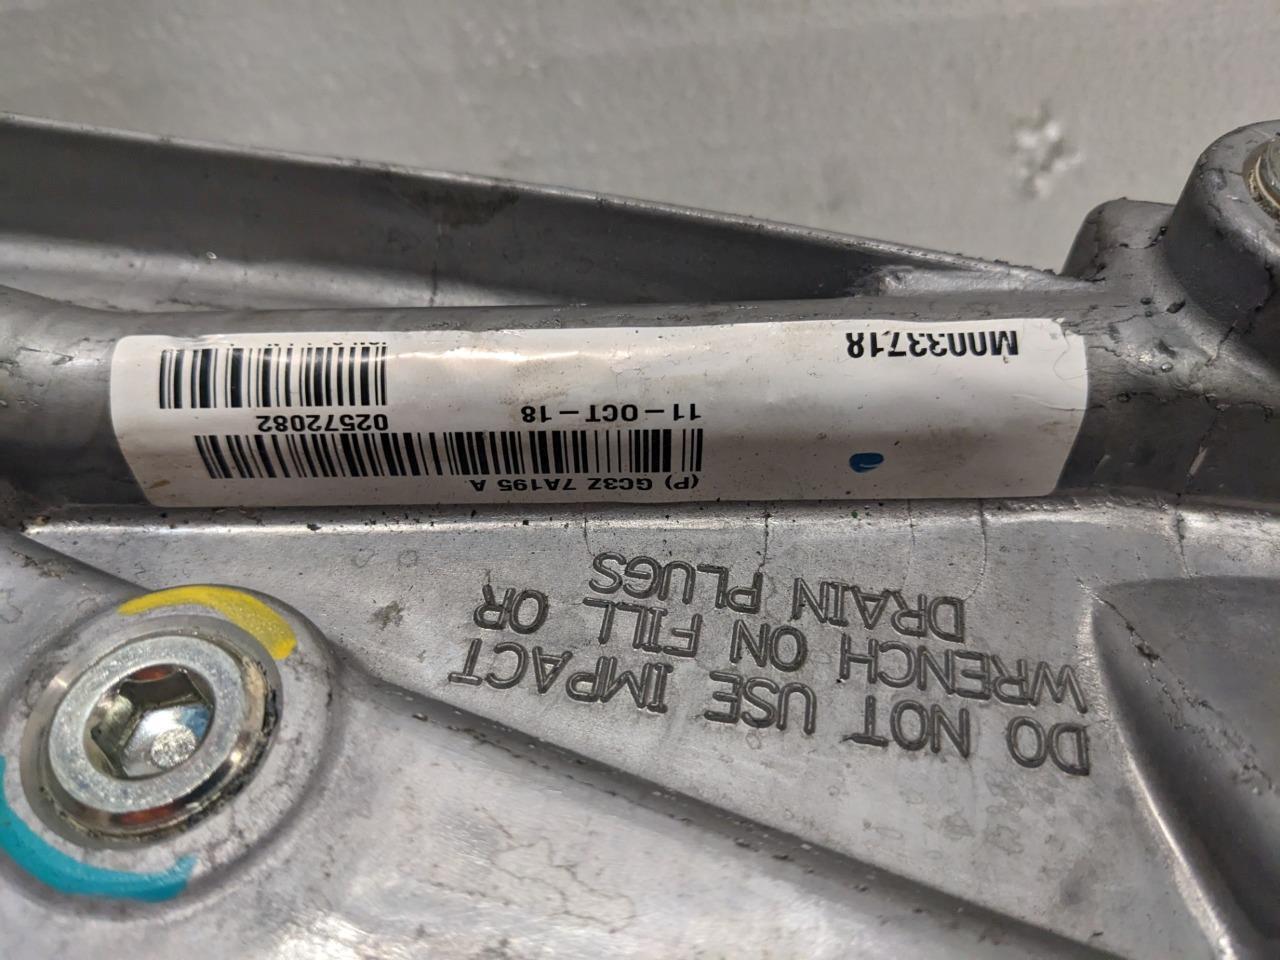 DO NOT USE IMPACT
WRENCH ON FILL OR
DRAIN PLUGS
(P) GC3Z 7A195 A
11-OCT-18
02572082
M0033718